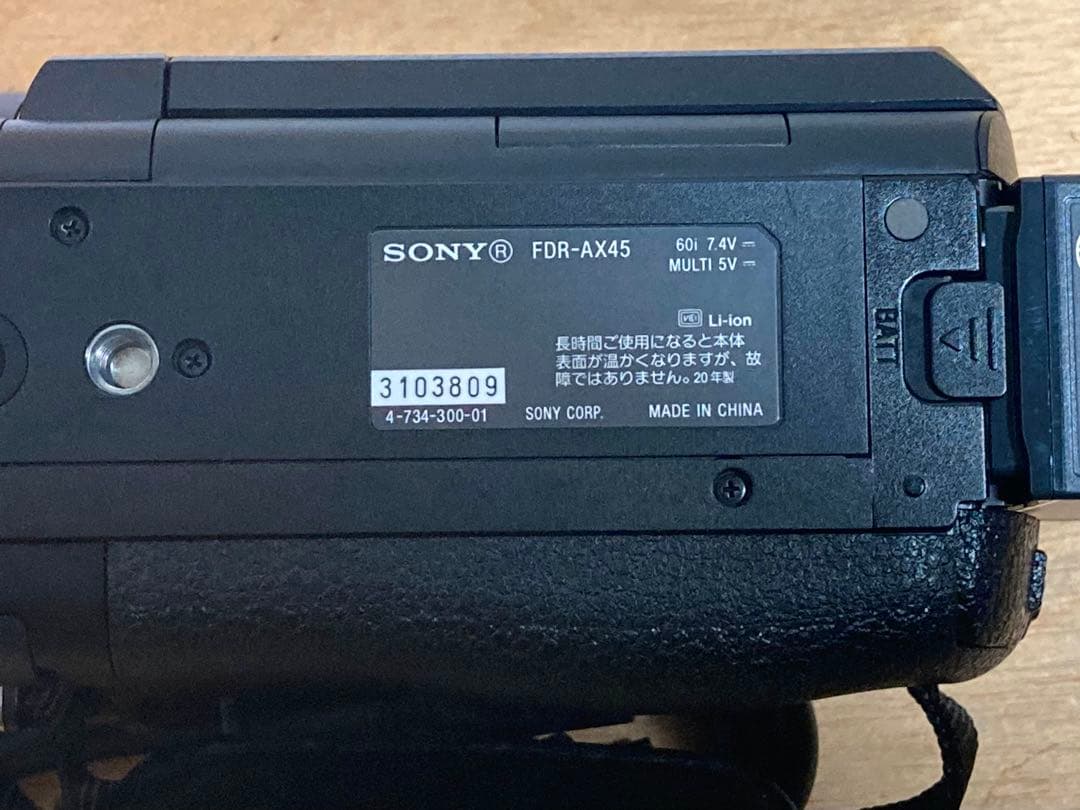 SONY® FDR-AX45
60i 7.4V
MULTI 5V
Li-ion
長時間ご使用になると本体
表面が温かくなりますが、故
障ではありません。20年製
3103809
4-734-300-01 SONY CORP. MADE IN CHINA
BATT